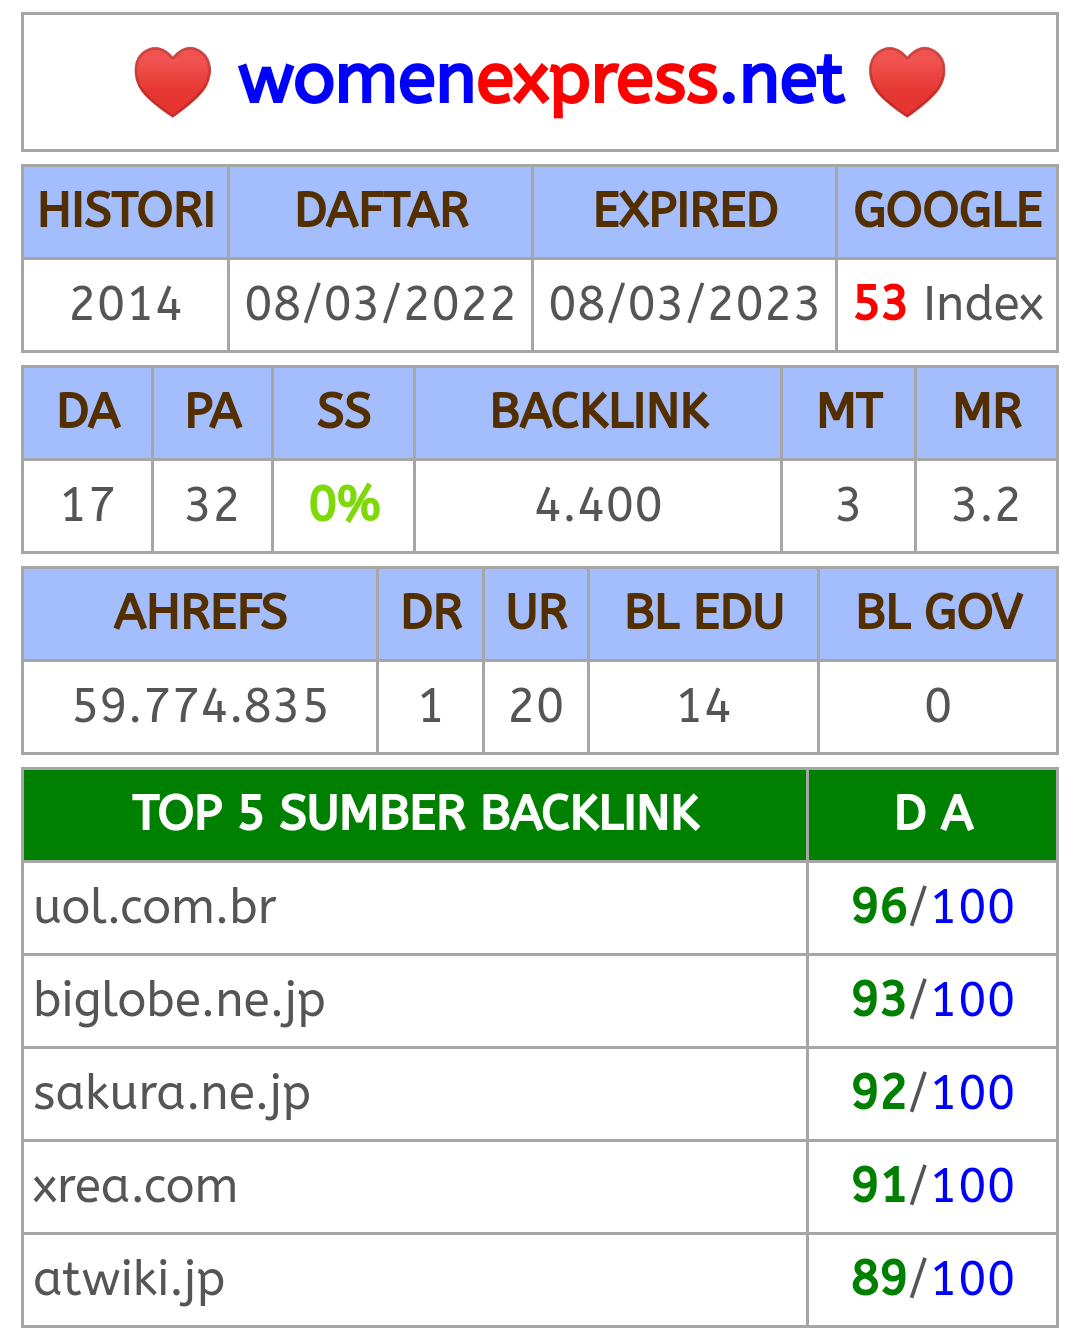 womenexpress.net
HISTORI DAFTAR EXPIRED GOOGLE
2014 08/03/2022 08/03/2023 53 Index
DA PA SS BACKLINK MT MR
17 32 0% 4.400 3 3.2
AHREFS DR UR BL EDU BL GOV
59.774.835 1 20 14 0
TOP 5 SUMBER BACKLINK D A
uol.com.br 96/100
biglobe.ne.jp 93/100
sakura.ne.jp 92/100
xrea.com 91/100
atwiki.jp 89/100